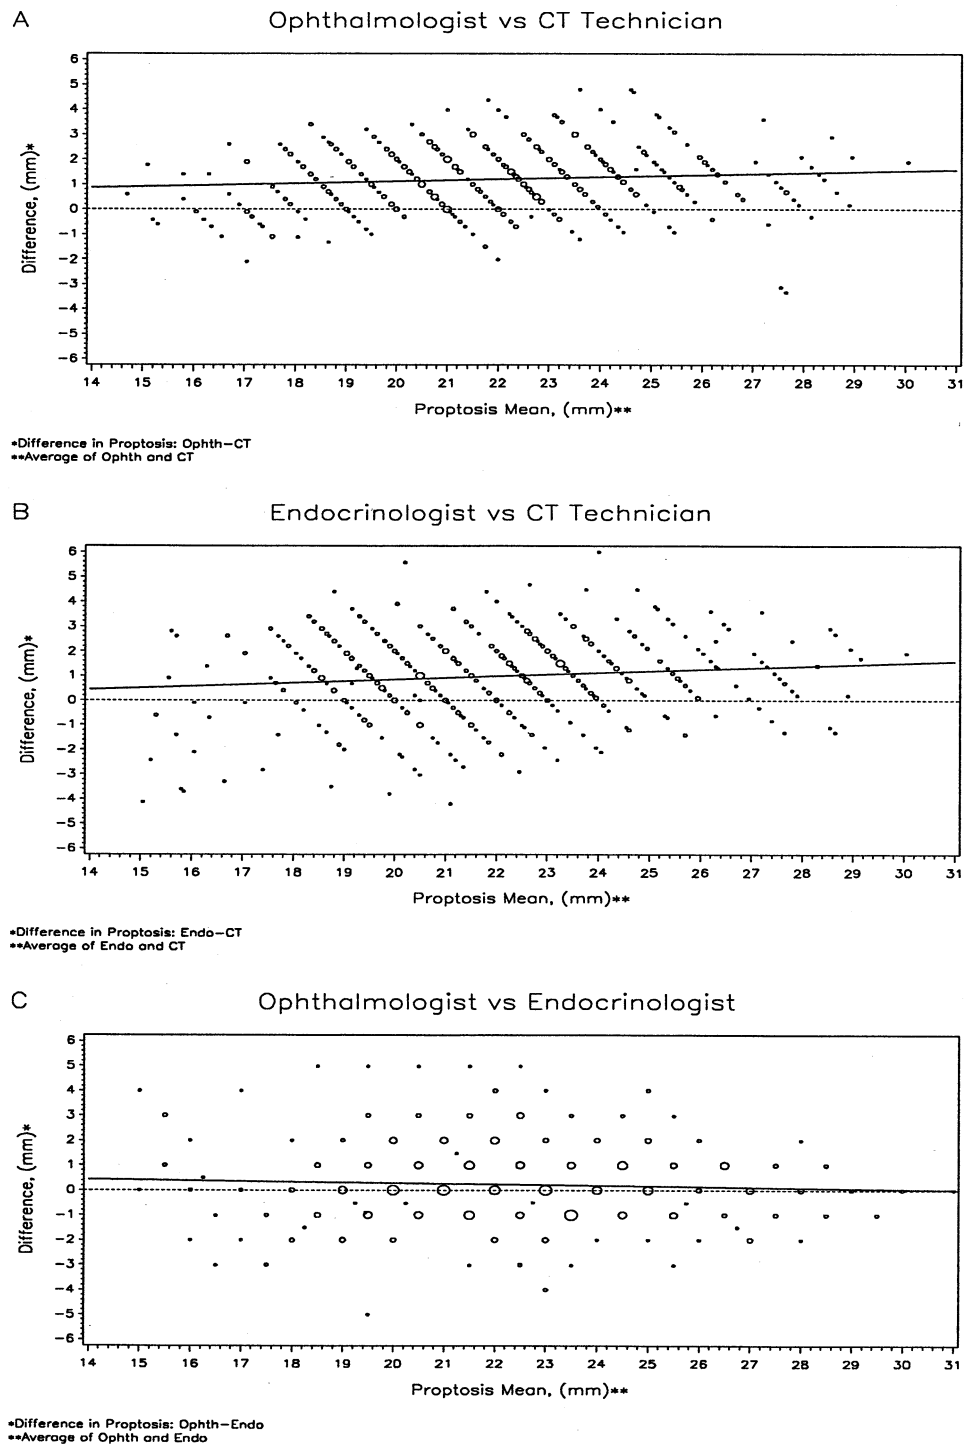 A
Ophthalmologist vs CT Technician
6
5
4
3
2
1
0
−1
−2
−3
−4
−5
−6
Difference, (mm)*
14 15 16 17 18 19 20 21 22 23 24 25 26 27 28 29 30 31
Proptosis Mean, (mm)**
*Difference in Proptosis: Ophth−CT
**Average of Ophth and CT
B
Endocrinologist vs CT Technician
6
5
4
3
2
1
0
−1
−2
−3
−4
−5
−6
Difference, (mm)*
14 15 16 17 18 19 20 21 22 23 24 25 26 27 28 29 30 31
Proptosis Mean, (mm)**
*Difference in Proptosis: Endo−CT
**Average of Endo and CT
C
Ophthalmologist vs Endocrinologist
6
5
4
3
2
1
0
−1
−2
−3
−4
−5
−6
Difference, (mm)*
14 15 16 17 18 19 20 21 22 23 24 25 26 27 28 29 30 31
Proptosis Mean, (mm)**
*Difference in Proptosis: Ophth−Endo
**Average of Ophth and Endo